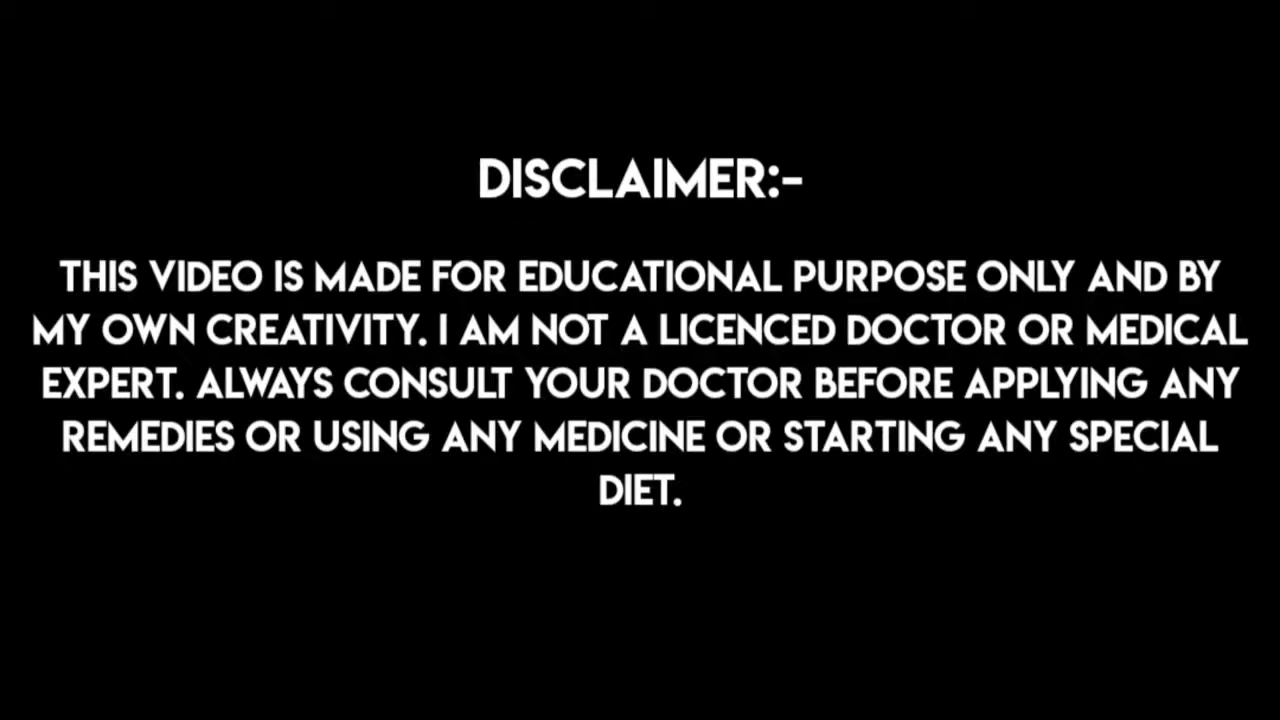 DISCLAIMER:-
THIS VIDEO IS MADE FOR EDUCATIONAL PURPOSE ONLY AND BY
MY OWN CREATIVITY. I AM NOT A LICENCED DOCTOR OR MEDICAL
EXPERT. ALWAYS CONSULT YOUR DOCTOR BEFORE APPLYING ANY
REMEDIES OR USING ANY MEDICINE OR STARTING ANY SPECIAL
DIET.